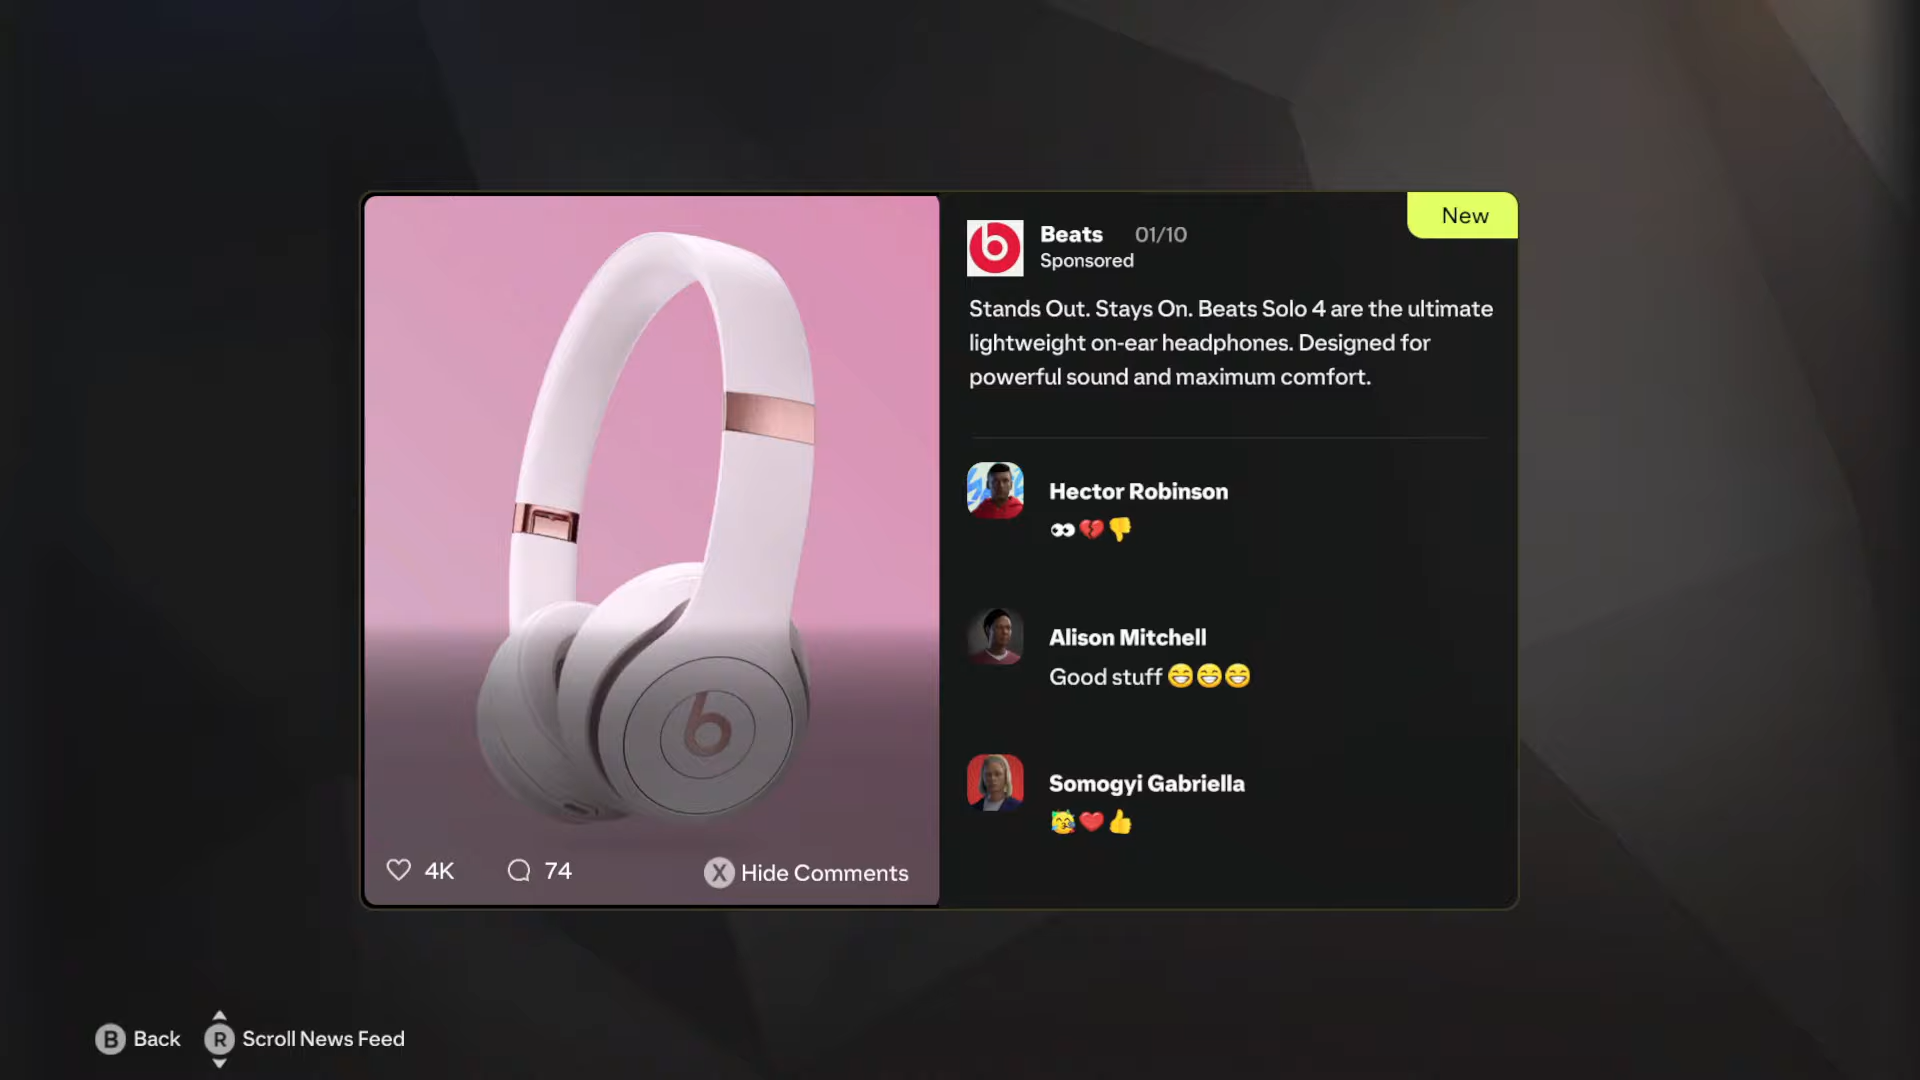 New
Beats 01/10
Sponsored
Stands Out. Stays On. Beats Solo 4 are the ultimate
lightweight on-ear headphones. Designed for
powerful sound and maximum comfort.
Hector Robinson
👀💔👎
Alison Mitchell
Good stuff 😁😁😁
Somogyi Gabriella
🥳❤️👍
b
4K 74 X Hide Comments
B Back R Scroll News Feed